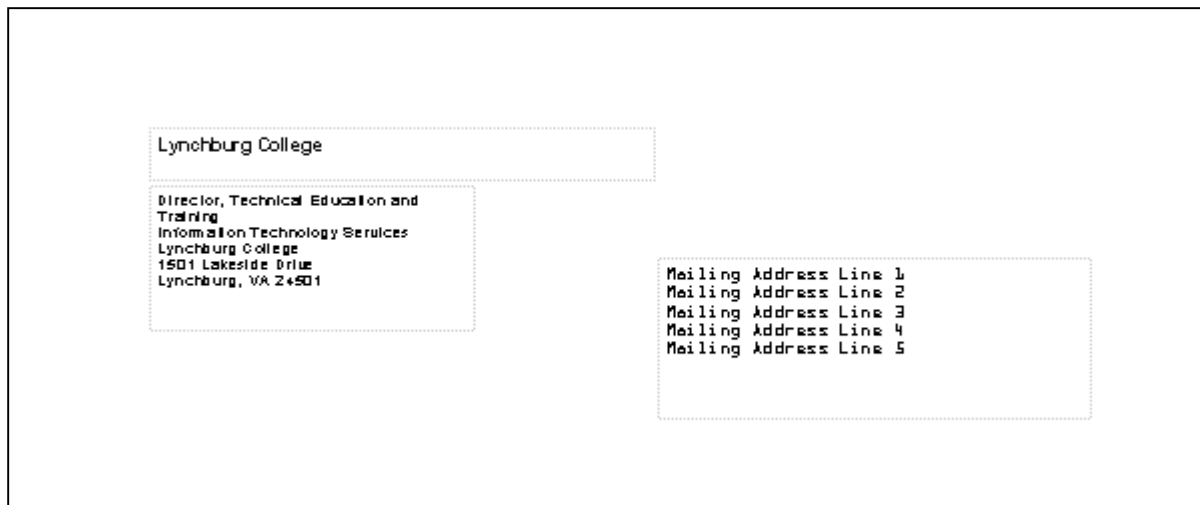 Lynchburg College
Director, Technical Education and
Training
Information Technology Services
Lynchburg College
1501 Lakeside Drive
Lynchburg, VA 24501
Mailing Address Line 1
Mailing Address Line 2
Mailing Address Line 3
Mailing Address Line 4
Mailing Address Line 5